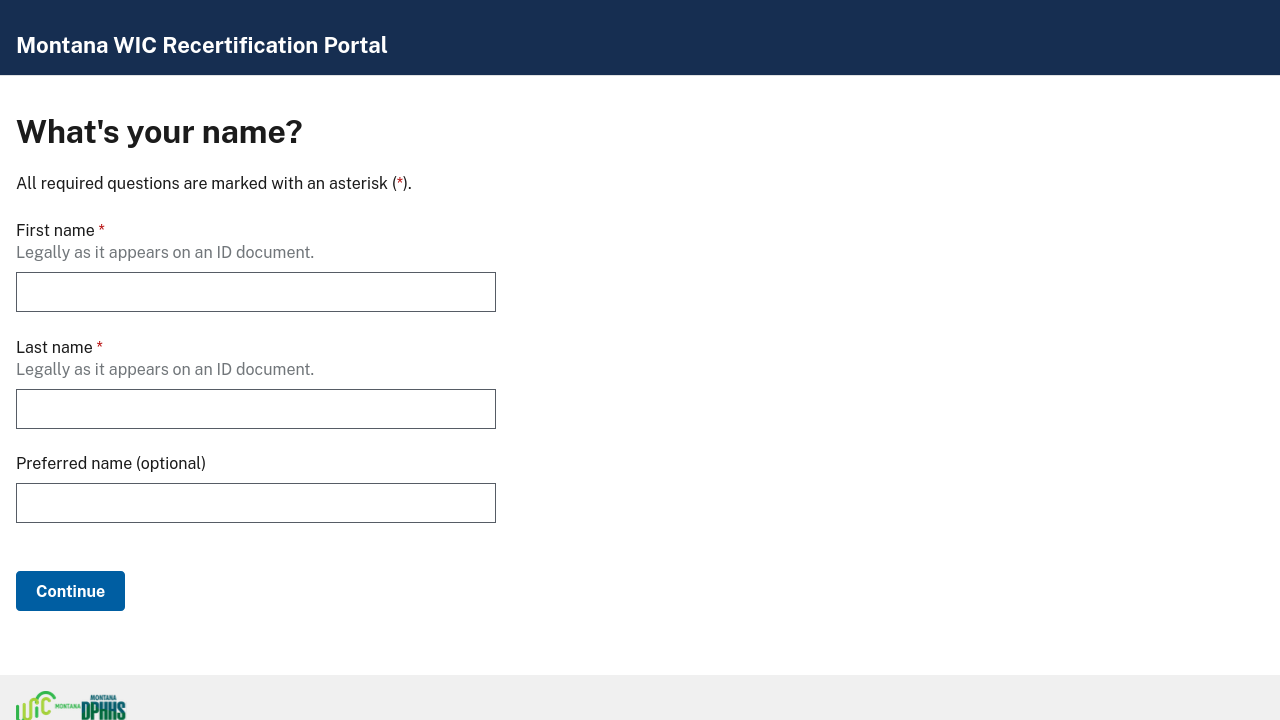 Montana WIC Recertification Portal
What's your name?
All required questions are marked with an asterisk (*).
First name *
Legally as it appears on an ID document.
Last name *
Legally as it appears on an ID document.
Preferred name (optional)
Continue
WIC MONTANA MONTANA
DPHHS